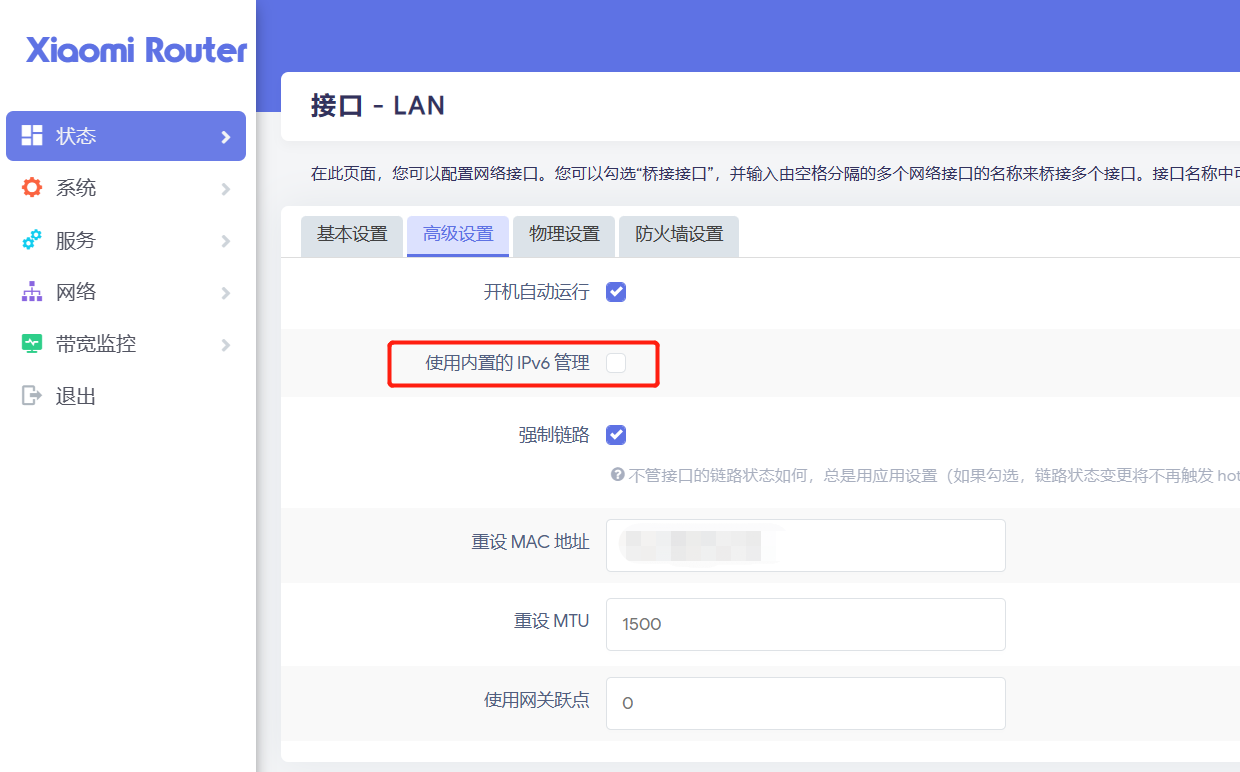 Xiaomi Router
状态
系统
服务
网络
带宽监控
退出
接口 - LAN
在此页面，您可以配置网络接口。您可以勾选“桥接接口”，并输入由空格分隔的多个网络接口的名称来桥接多个接口。接口名称中可
基本设置 高级设置 物理设置 防火墙设置
开机自动运行
使用内置的 IPv6 管理
强制链路
不管接口的链路状态如何，总是用应用设置（如果勾选，链路状态变更将不再触发 hot
重设 MAC 地址
重设 MTU 1500
使用网关跃点 0